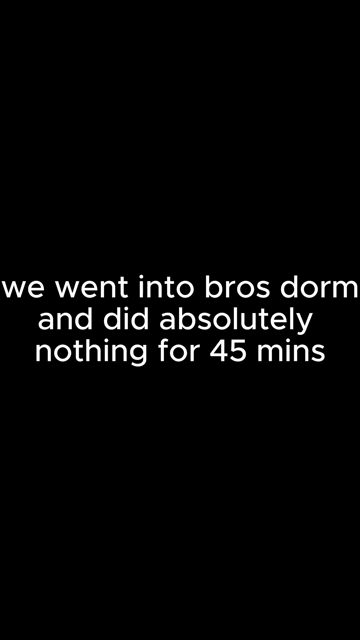 we went into bros dorm
and did absolutely
nothing for 45 mins